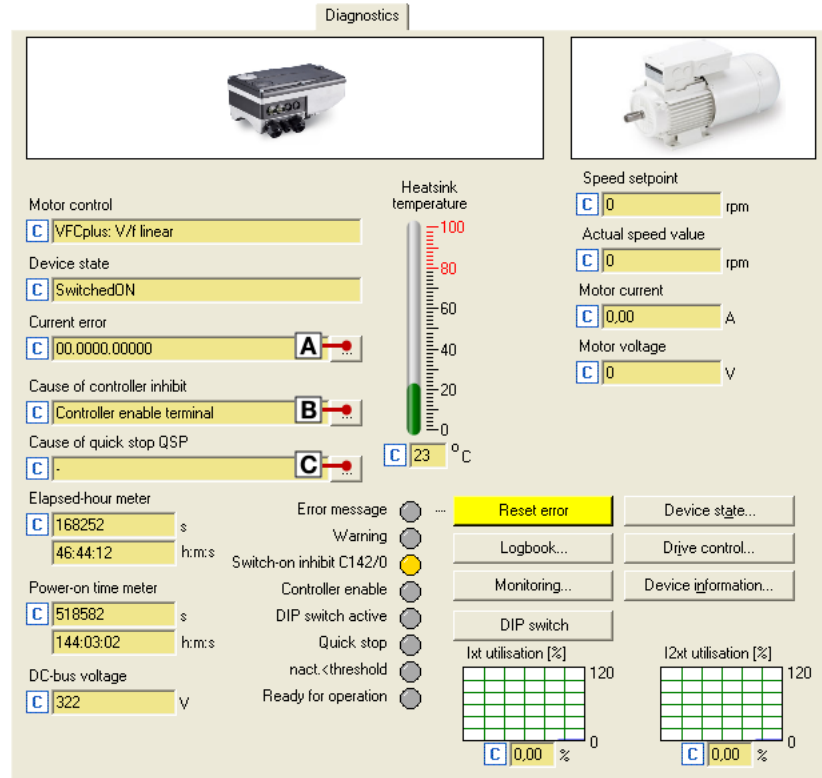 Diagnostics
Motor control
C VFCplus: V/f linear
Device state
C SwitchedON
Current error
C 00.0000.00000 A ...
Cause of controller inhibit
C Controller enable terminal B ...
Cause of quick stop QSP
C - C ...
Elapsed-hour meter
C 168252 s
46:44:12 h:m:s
Power-on time meter
C 518582 s
144:03:02 h:m:s
DC-bus voltage
C 322 V
Heatsink
temperature
100
80
60
40
20
0
C 23 °C
Speed setpoint
C 0 rpm
Actual speed value
C 0 rpm
Motor current
C 0,00 A
Motor voltage
C 0 V
Error message
Warning
Switch-on inhibit C142/0
Controller enable
DIP switch active
Quick stop
nact.<threshold
Ready for operation
Reset error
Logbook...
Monitoring...
DIP switch
Device state...
Drive control...
Device information...
Ixt utilisation [%]
120
0
C 0,00 %
I2xt utilisation [%]
120
0
C 0,00 %